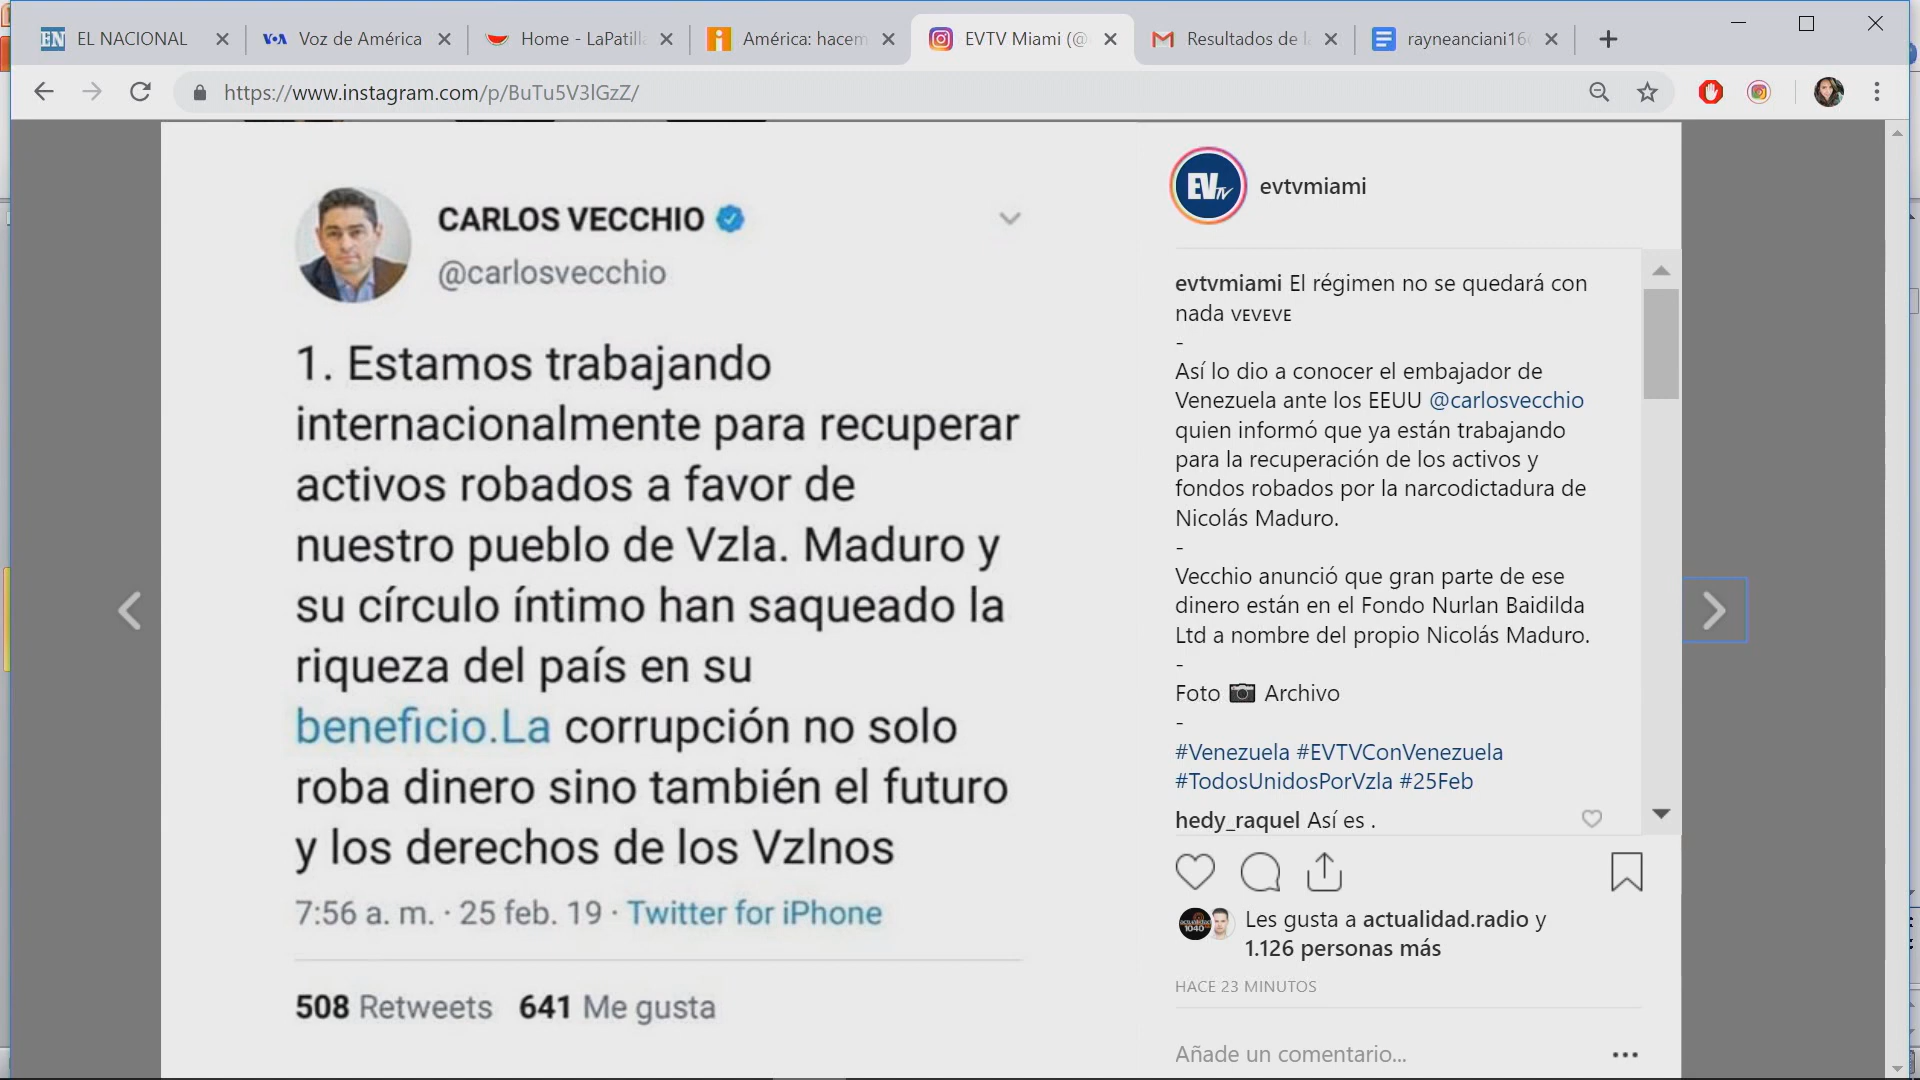 EL NACIONAL
Voz de América
Home - LaPatilla
América: hacem
EVTV Miami (@
Resultados de l
rayneanciani16
https://www.instagram.com/p/BuTu5V3lGzZ/
CARLOS VECCHIO
@carlosvecchio
1. Estamos trabajando
internacionalmente para recuperar
activos robados a favor de
nuestro pueblo de Vzla. Maduro y
su círculo íntimo han saqueado la
riqueza del país en su
beneficio.La corrupción no solo
roba dinero sino también el futuro
y los derechos de los Vzlnos
7:56 a. m. · 25 feb. 19 · Twitter for iPhone
508 Retweets 641 Me gusta
EVTV
evtvmiami
evtvmiami El régimen no se quedará con
nada VEVEVE
-
Así lo dio a conocer el embajador de
Venezuela ante los EEUU @carlosvecchio
quien informó que ya están trabajando
para la recuperación de los activos y
fondos robados por la narcodictadura de
Nicolás Maduro.
-
Vecchio anunció que gran parte de ese
dinero están en el Fondo Nurlan Baidilda
Ltd a nombre del propio Nicolás Maduro.
-
Foto 📷 Archivo
-
#Venezuela #EVTVConVenezuela
#TodosUnidosPorVzla #25Feb
hedy_raquel Así es .
Les gusta a actualidad.radio y
1.126 personas más
HACE 23 MINUTOS
Añade un comentario...